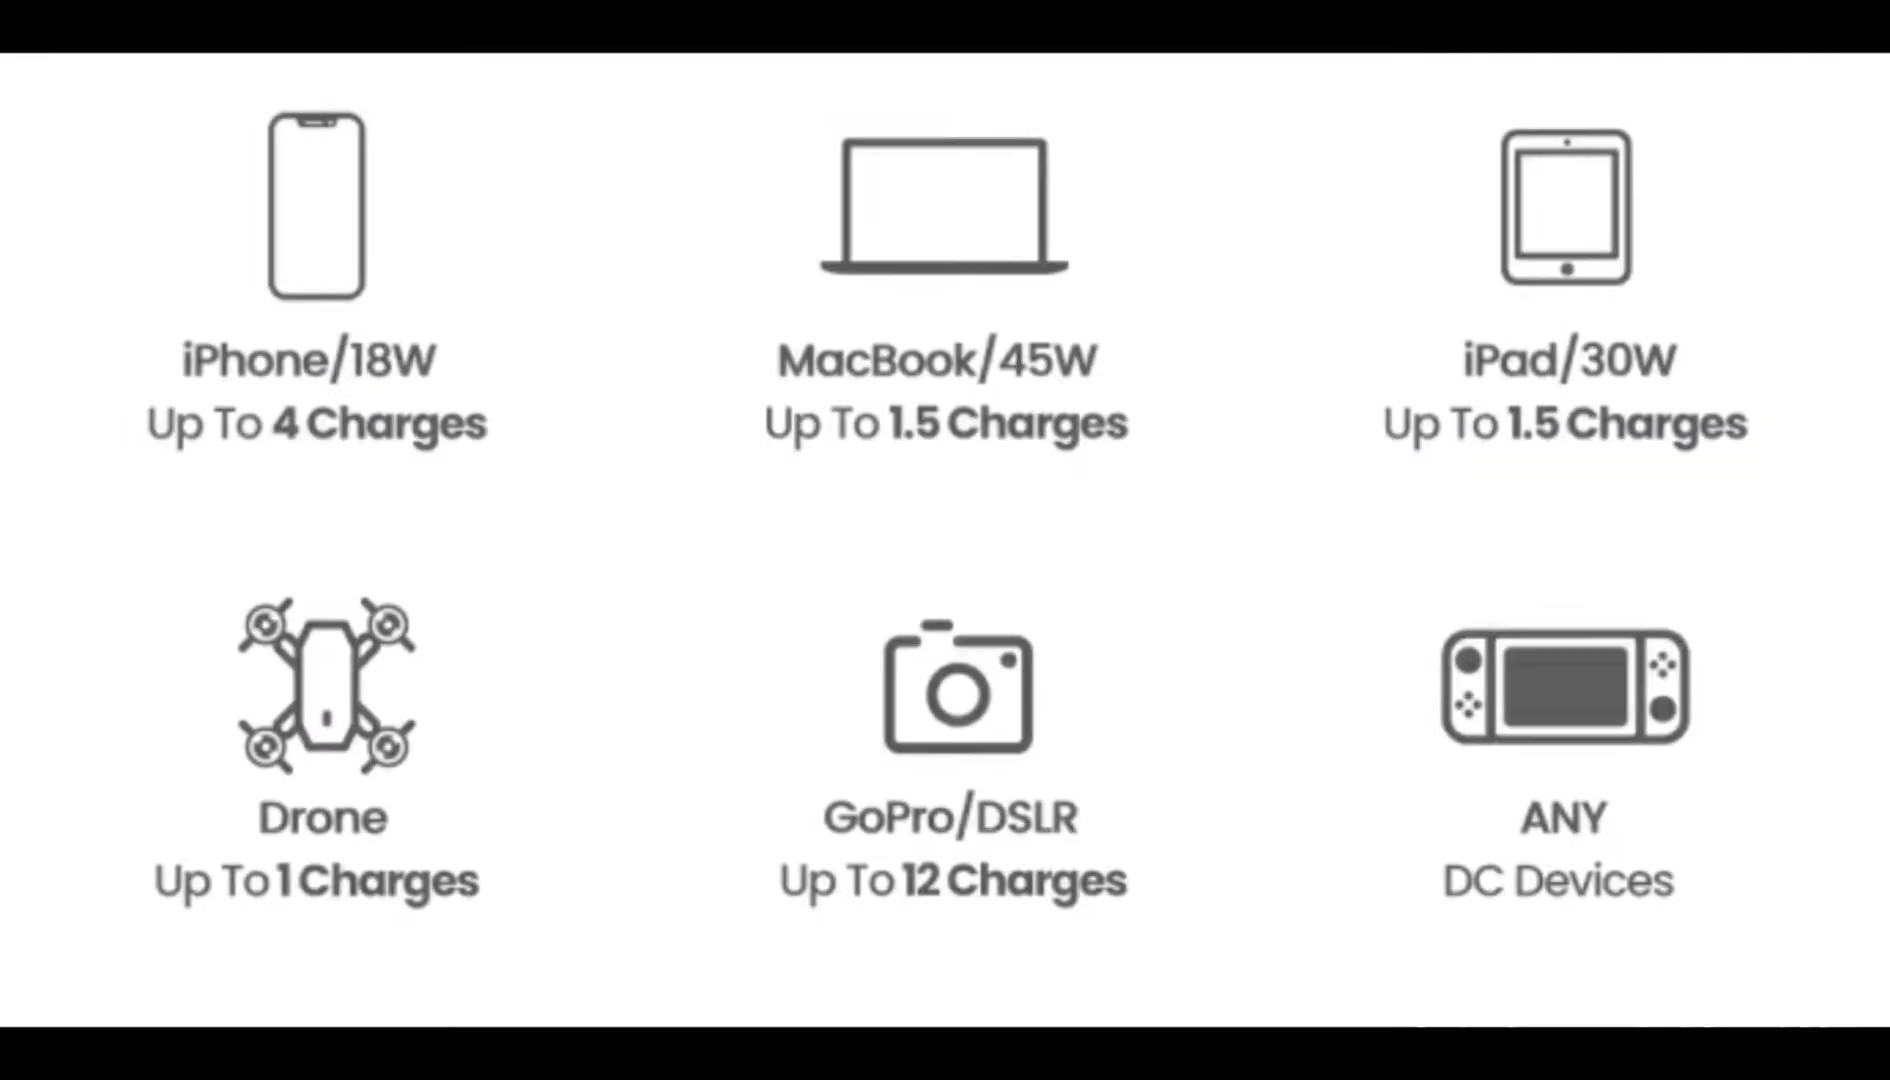 iPhone/18W
Up To 4 Charges
MacBook/45W
Up To 1.5 Charges
iPad/30W
Up To 1.5 Charges
Drone
Up To 1 Charges
GoPro/DSLR
Up To 12 Charges
ANY
DC Devices